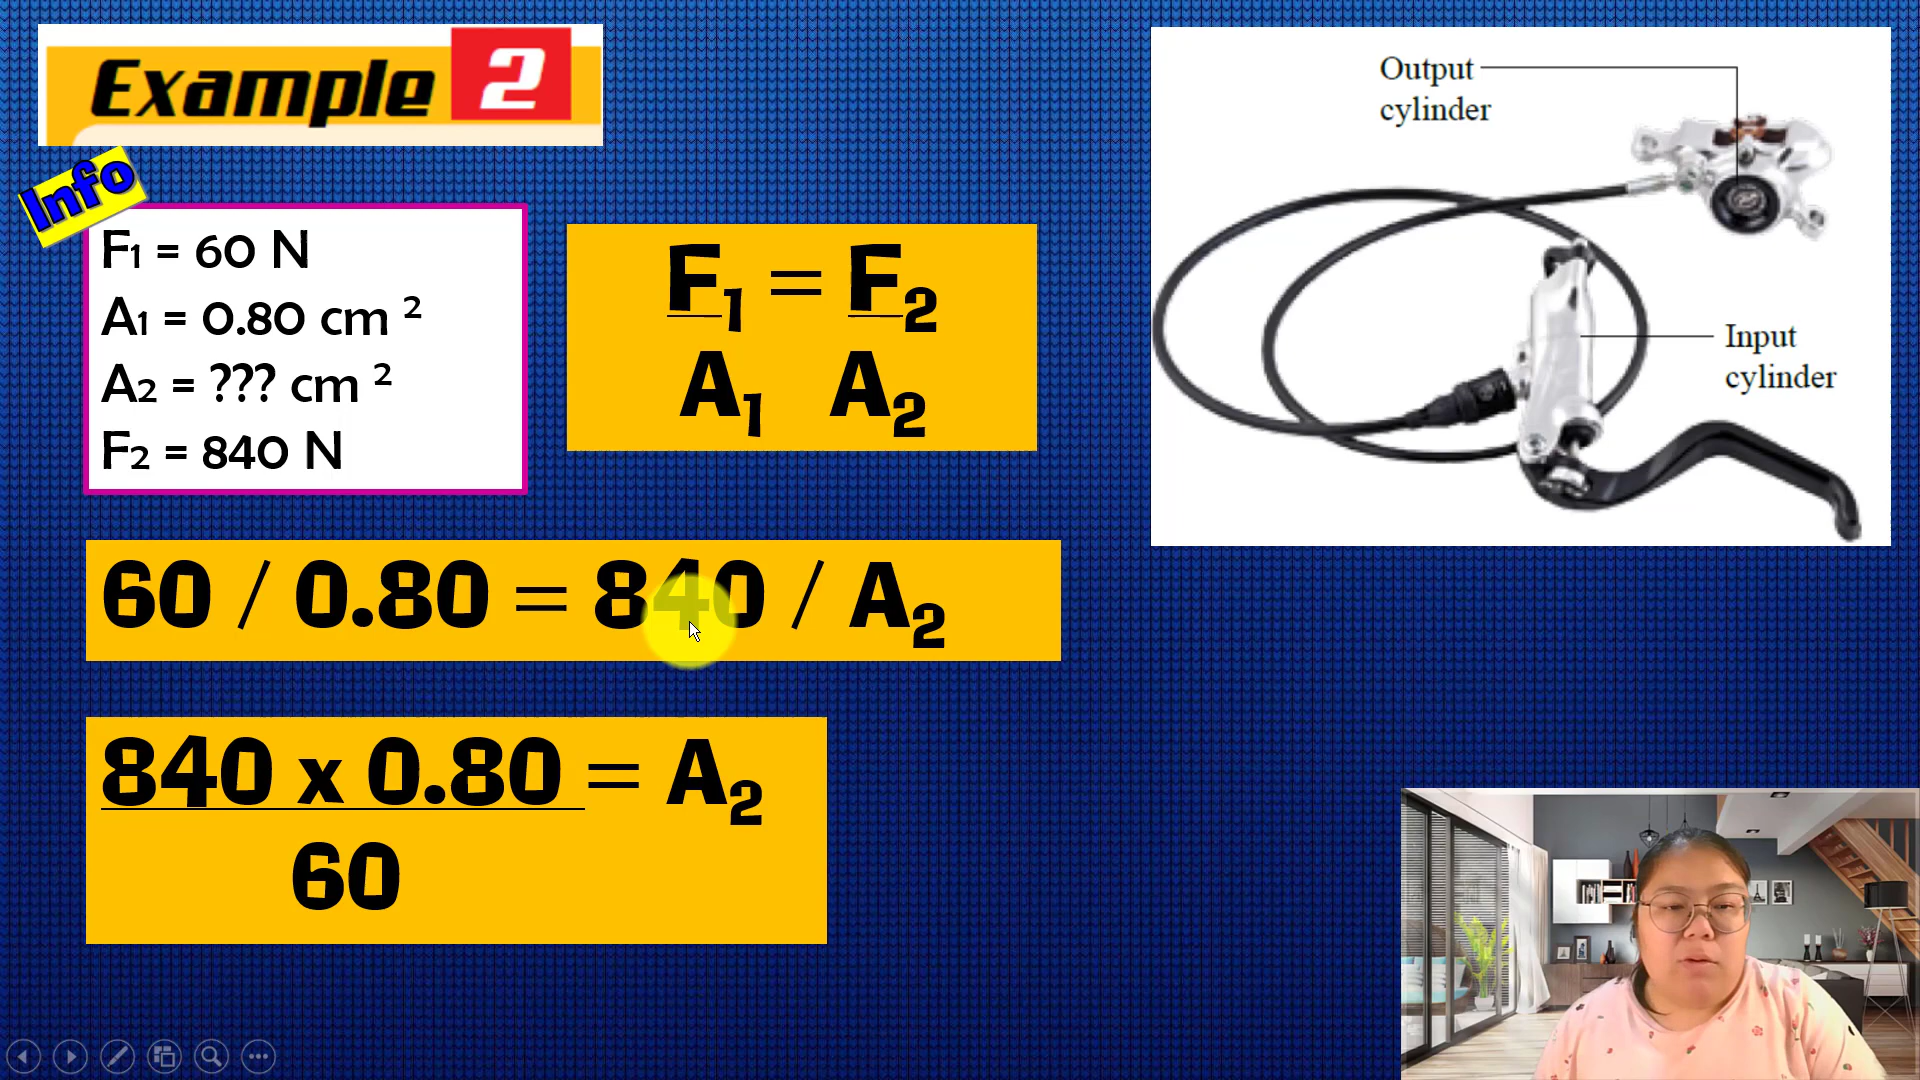 Example 2
Info
F1 = 60 N
A1 = 0.80 cm ²
A2 = ??? cm ²
F2 = 840 N
F₁ = F₂
A₁ A₂
60 / 0.80 = 840 / A₂
840 x 0.80 = A₂
60
Output
cylinder
Input
cylinder